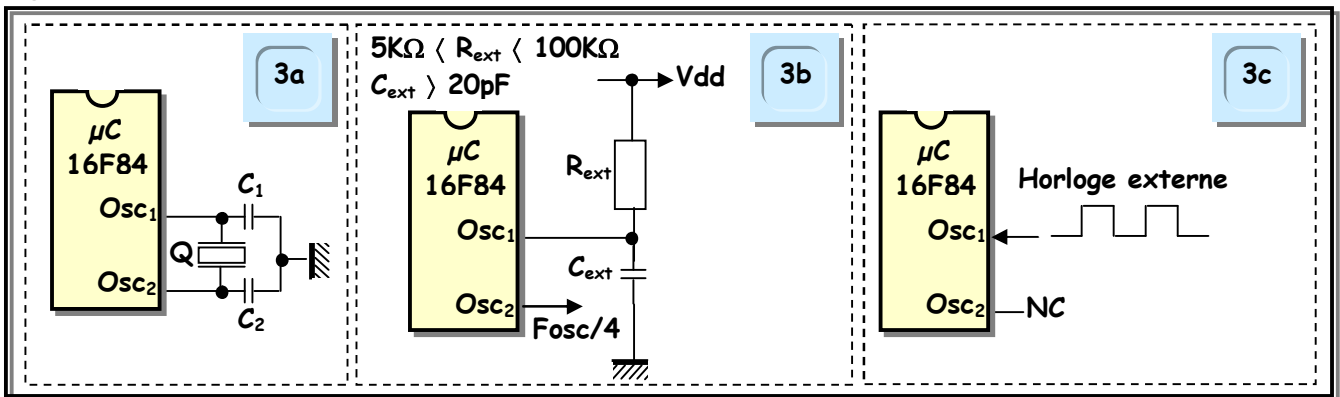 3a
µC
16F84
Osc₁
Osc₂
C₁
Q
C₂
5KΩ ⟨ Rₑₓₜ ⟨ 100KΩ
Cₑₓₜ ⟩ 20pF
3b
Vdd
µC
16F84
Rₑₓₜ
Osc₁
Cₑₓₜ
Osc₂
Fosc/4
3c
µC
16F84
Horloge externe
Osc₁
Osc₂
NC